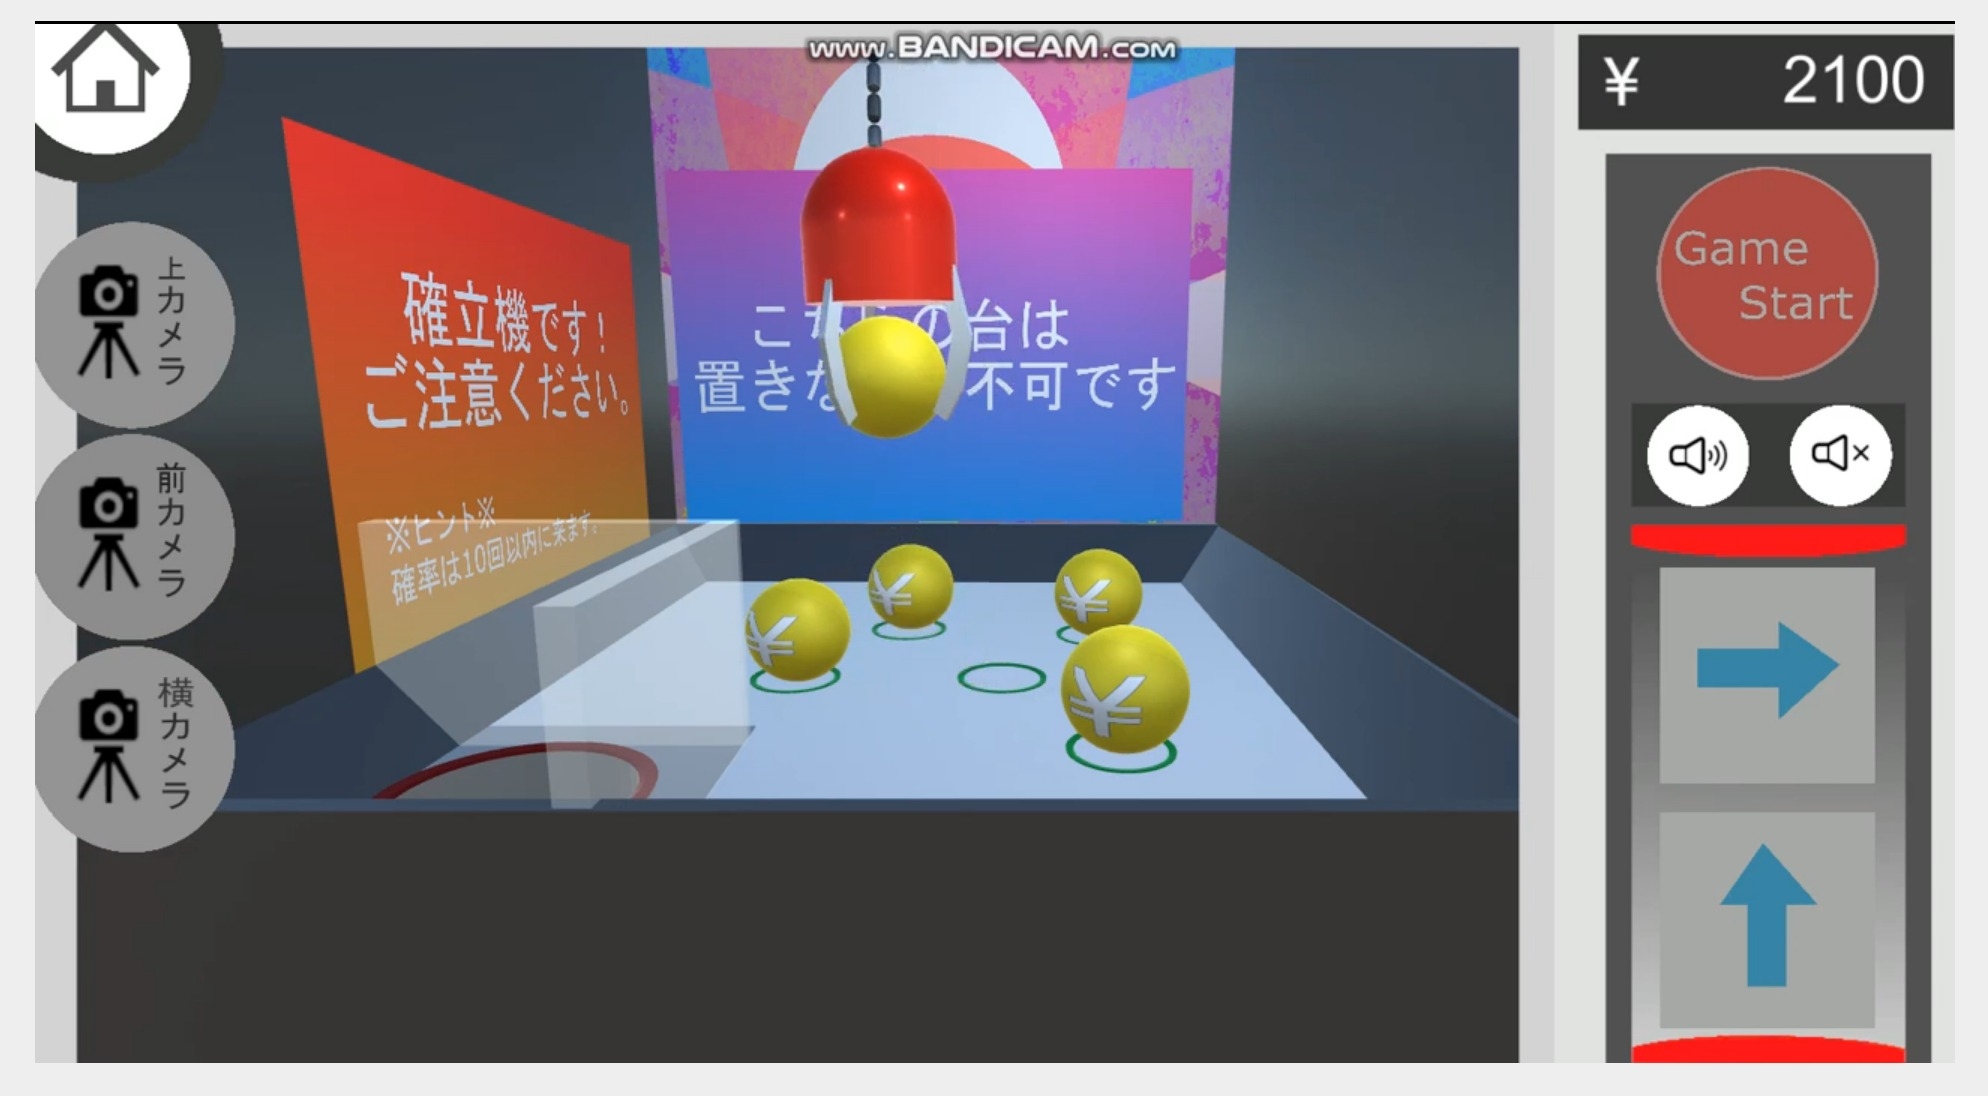 www.BANDICAM.com
¥ 2100
上カメラ
前カメラ
横カメラ
確立機です!
ご注意ください。
※ヒント※
確率は10回以内に来ます。
こ の台は
置きな 不可です
Game
Start
¥
¥
¥
¥